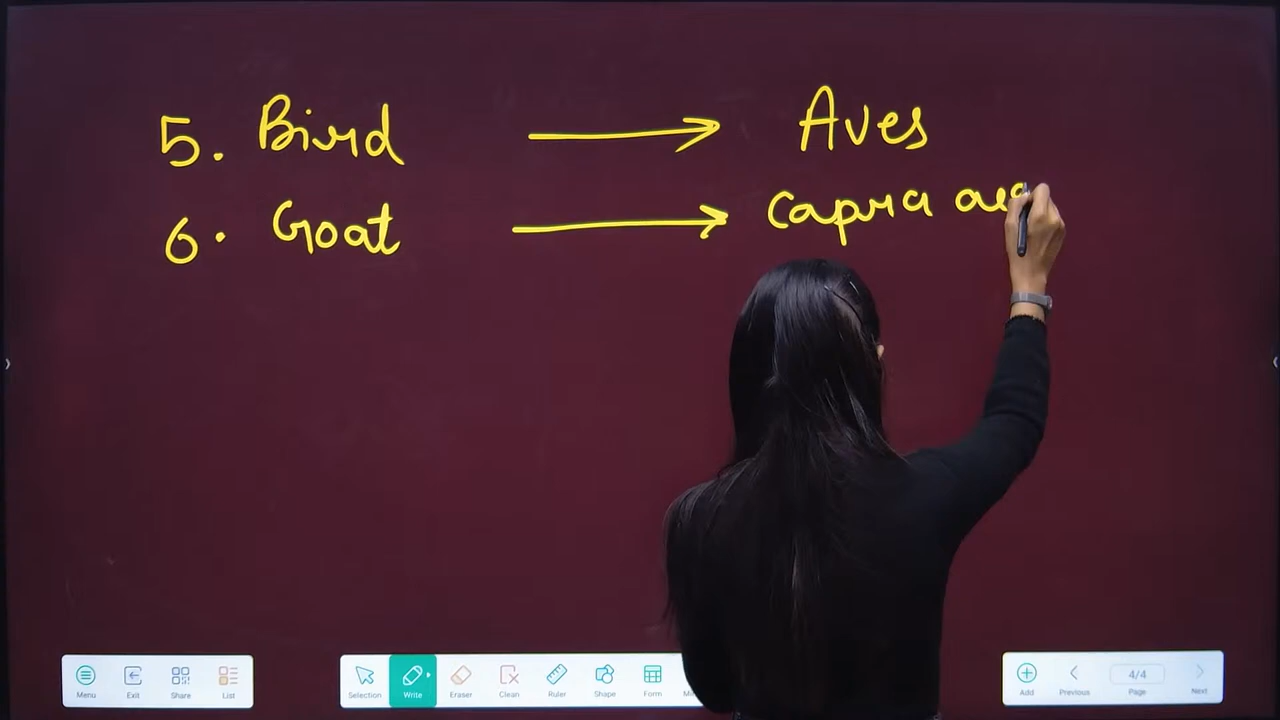 5. Bird → Aves
6. Goat → Capra
Menu Exit Share List
Selection Write Eraser Clean Ruler Shape Form
Add Previous 4/4 Page Next